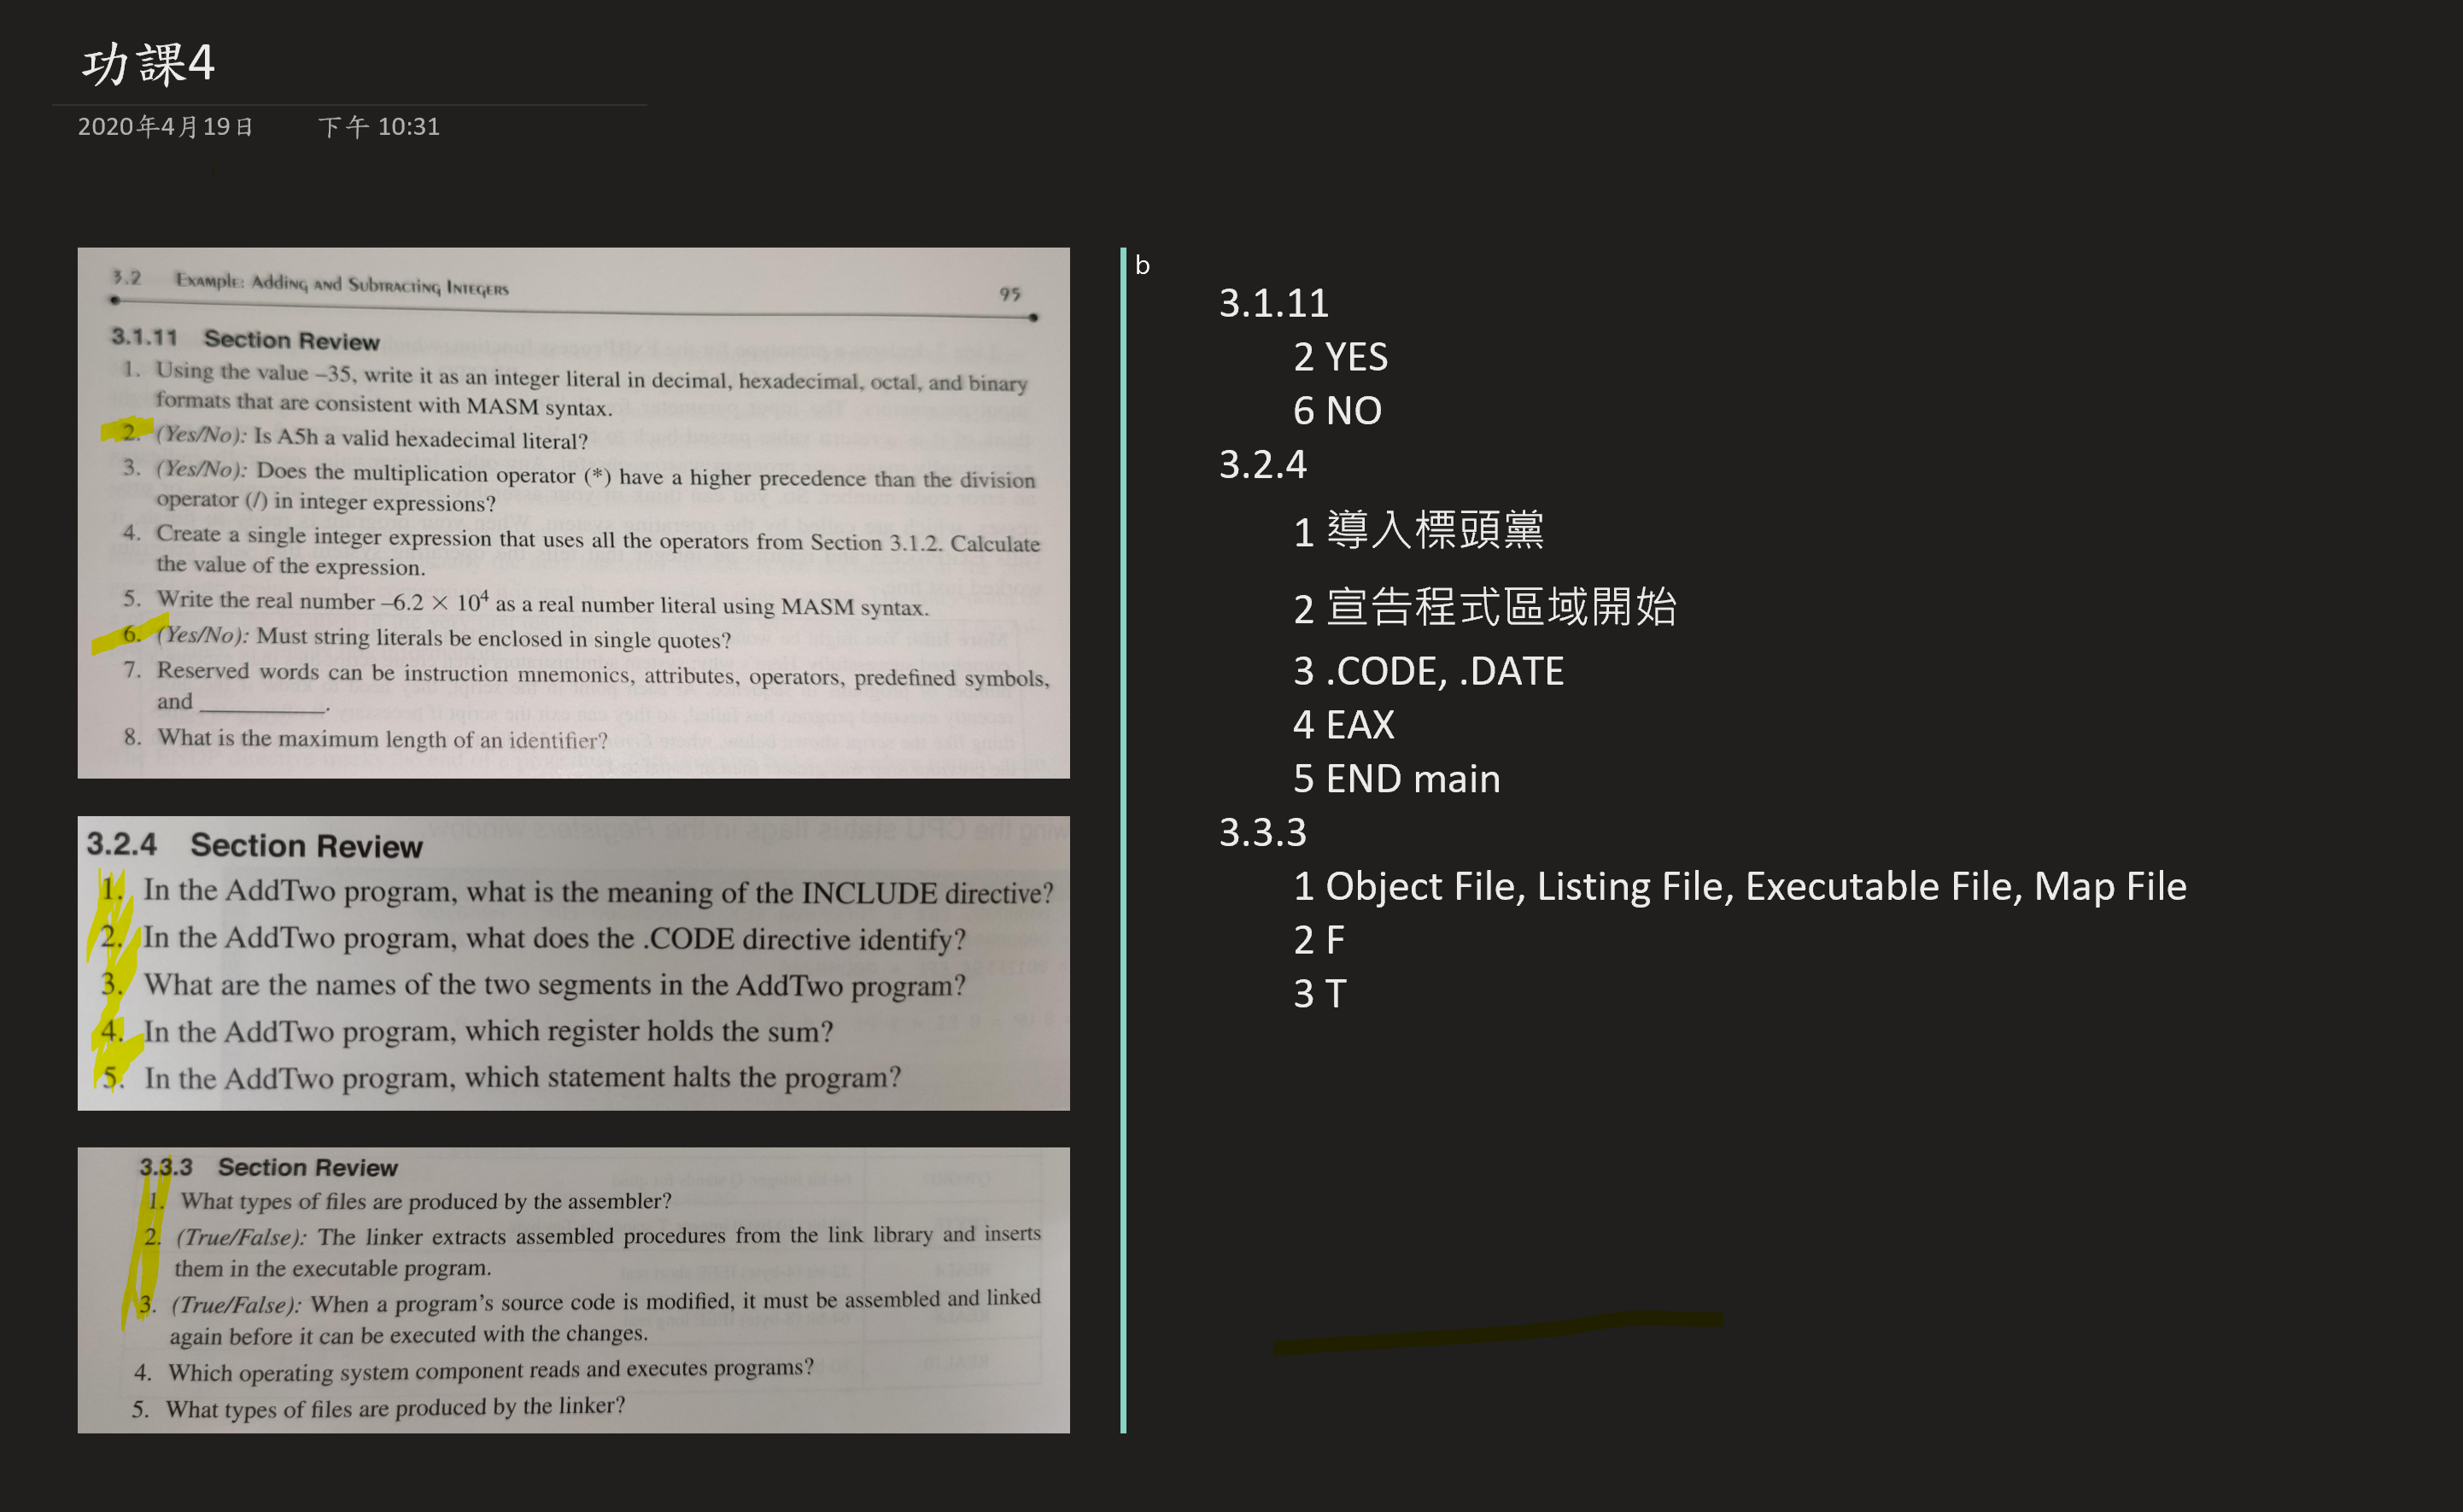 功課4
2020年4月19日 下午 10:31
3.2 Example: Adding and Subtracting Integers 95
3.1.11 Section Review
1. Using the value –35, write it as an integer literal in decimal, hexadecimal, octal, and binary
formats that are consistent with MASM syntax.
2. (Yes/No): Is A5h a valid hexadecimal literal?
3. (Yes/No): Does the multiplication operator (*) have a higher precedence than the division
operator (/) in integer expressions?
4. Create a single integer expression that uses all the operators from Section 3.1.2. Calculate
the value of the expression.
5. Write the real number –6.2 × 10⁴ as a real number literal using MASM syntax.
6. (Yes/No): Must string literals be enclosed in single quotes?
7. Reserved words can be instruction mnemonics, attributes, operators, predefined symbols,
and ____________.
8. What is the maximum length of an identifier?
3.2.4 Section Review
1. In the AddTwo program, what is the meaning of the INCLUDE directive?
2. In the AddTwo program, what does the .CODE directive identify?
3. What are the names of the two segments in the AddTwo program?
4. In the AddTwo program, which register holds the sum?
5. In the AddTwo program, which statement halts the program?
3.3.3 Section Review
1. What types of files are produced by the assembler?
2. (True/False): The linker extracts assembled procedures from the link library and inserts
them in the executable program.
3. (True/False): When a program's source code is modified, it must be assembled and linked
again before it can be executed with the changes.
4. Which operating system component reads and executes programs?
5. What types of files are produced by the linker?
b
3.1.11
2 YES
6 NO
3.2.4
1 導入標頭黨
2 宣告程式區域開始
3 .CODE, .DATE
4 EAX
5 END main
3.3.3
1 Object File, Listing File, Executable File, Map File
2 F
3 T